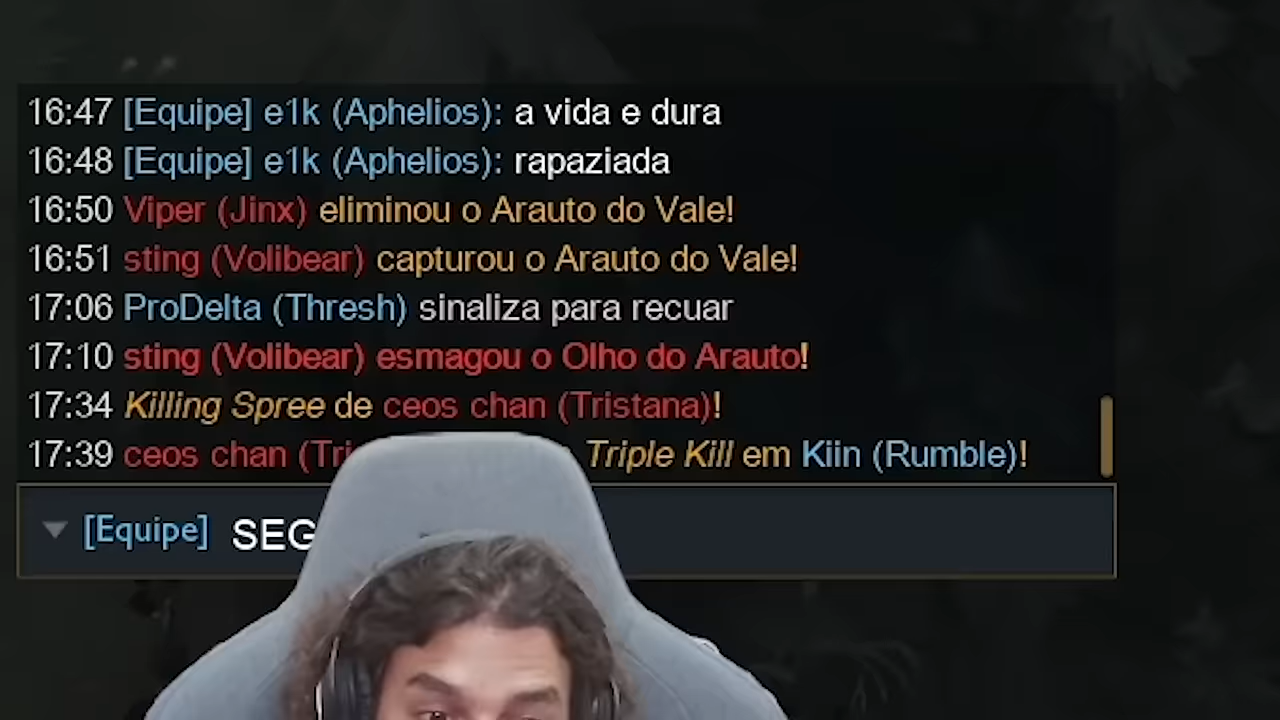 16:47 [Equipe] e1k (Aphelios): a vida e dura
16:48 [Equipe] e1k (Aphelios): rapaziada
16:50 Viper (Jinx) eliminou o Arauto do Vale!
16:51 sting (Volibear) capturou o Arauto do Vale!
17:06 ProDelta (Thresh) sinaliza para recuar
17:10 sting (Volibear) esmagou o Olho do Arauto!
17:34 Killing Spree de ceos chan (Tristana)!
17:39 ceos chan Triple Kill em Kiin (Rumble)!
[Equipe] SEG